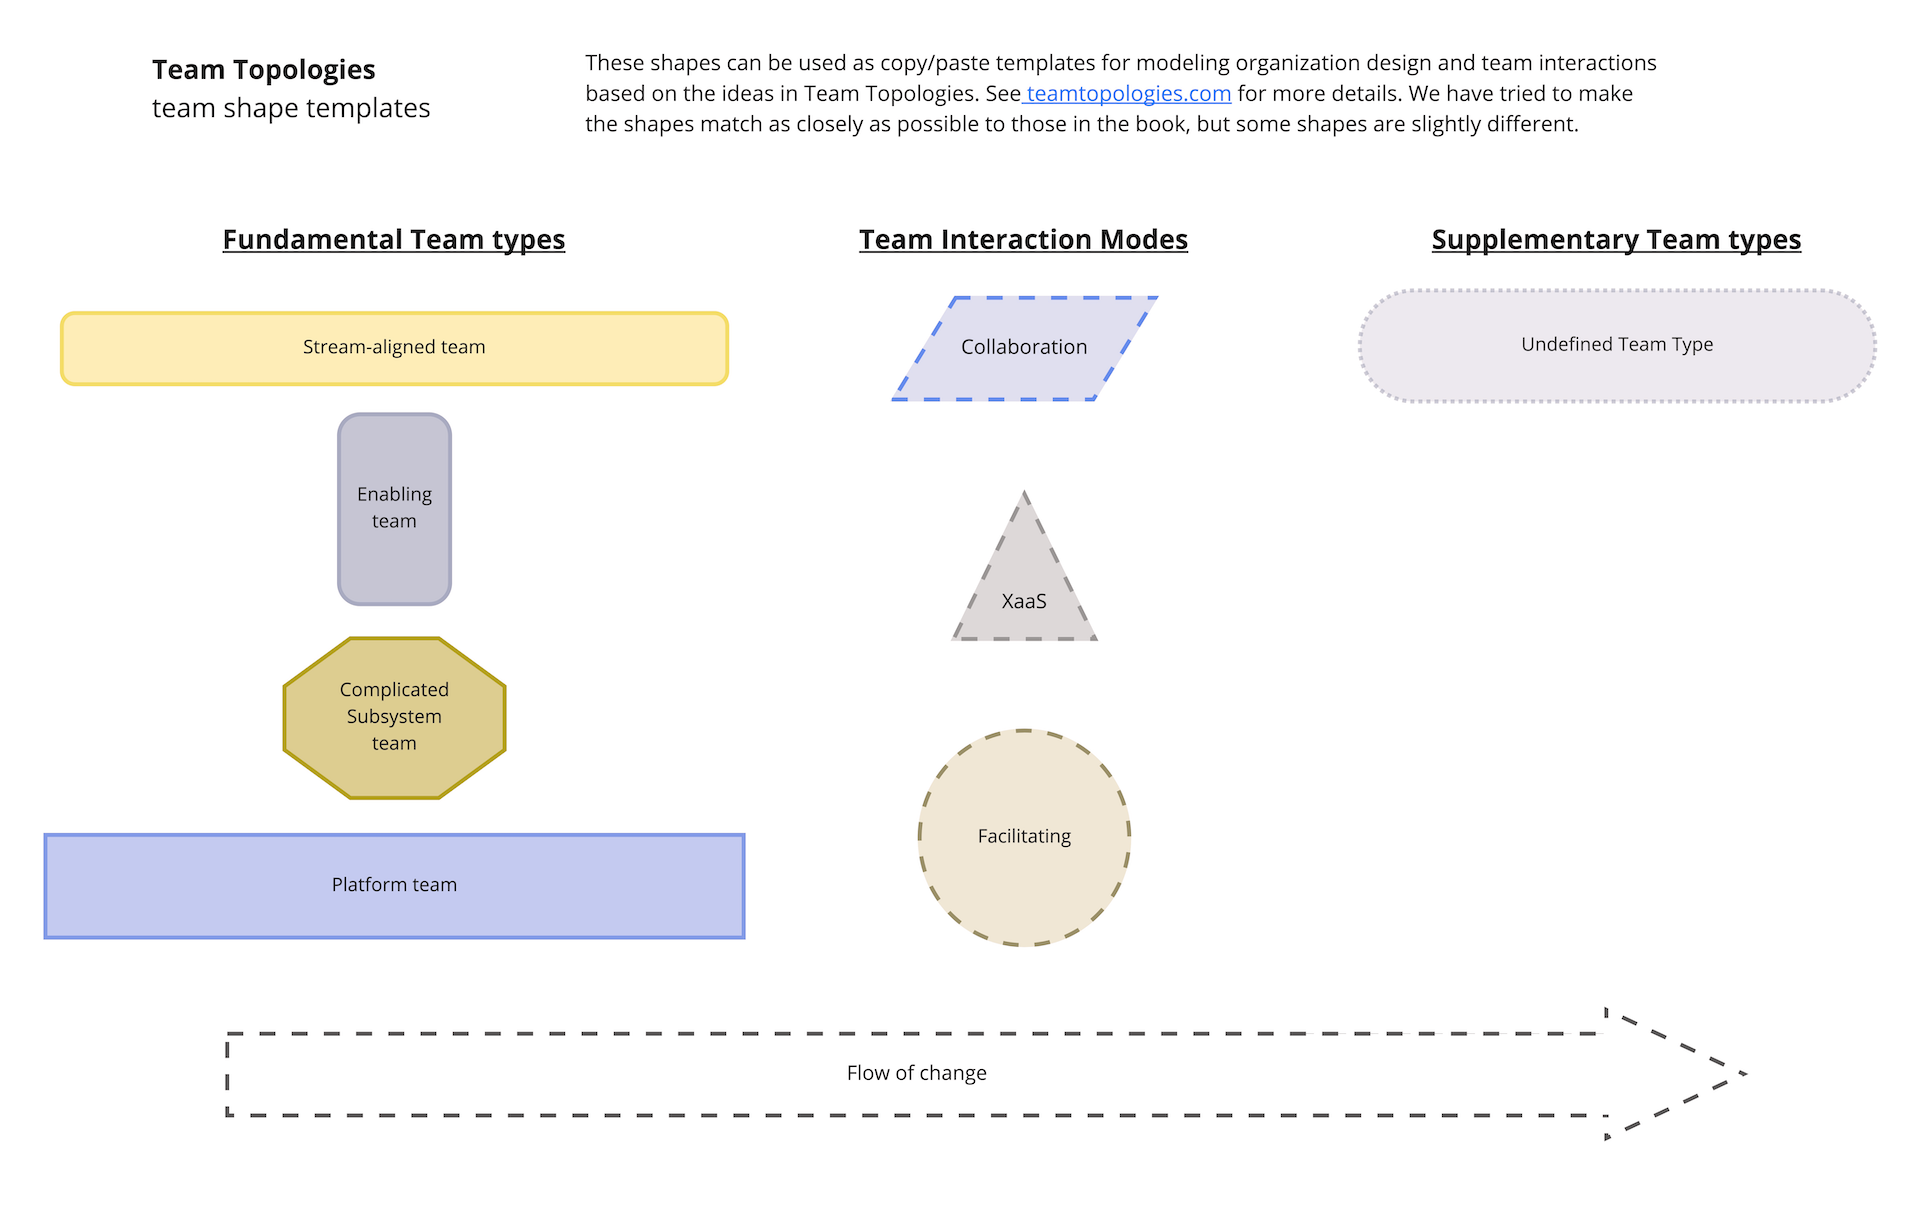 Team Topologies
team shape templates
These shapes can be used as copy/paste templates for modeling organization design and team interactions
based on the ideas in Team Topologies. See teamtopologies.com for more details. We have tried to make
the shapes match as closely as possible to those in the book, but some shapes are slightly different.
Fundamental Team types
Stream-aligned team
Enabling
team
Complicated
Subsystem
team
Platform team
Team Interaction Modes
Collaboration
XaaS
Facilitating
Supplementary Team types
Undefined Team Type
Flow of change